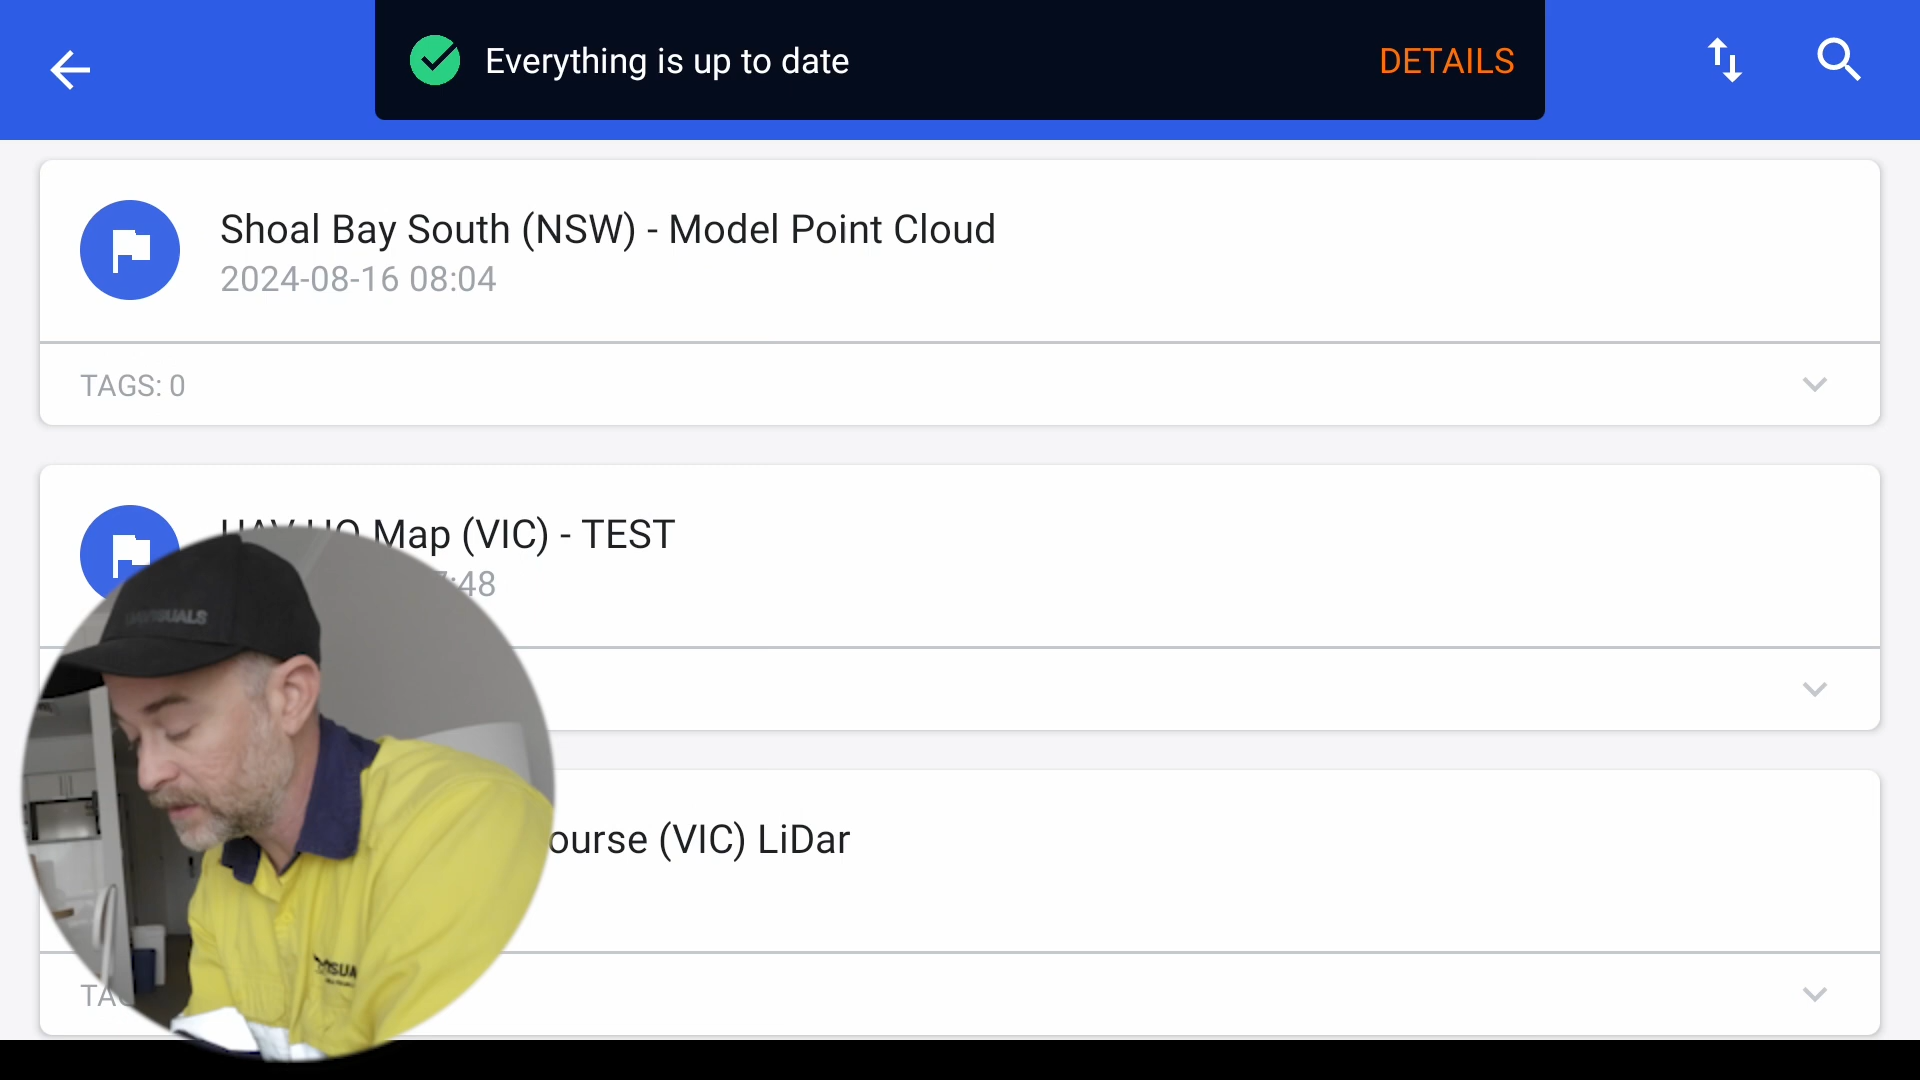 Everything is up to date
DETAILS
Shoal Bay South (NSW) - Model Point Cloud
2024-08-16 08:04
TAGS: 0
Map (VIC) - TEST
:48
(VIC) LiDar